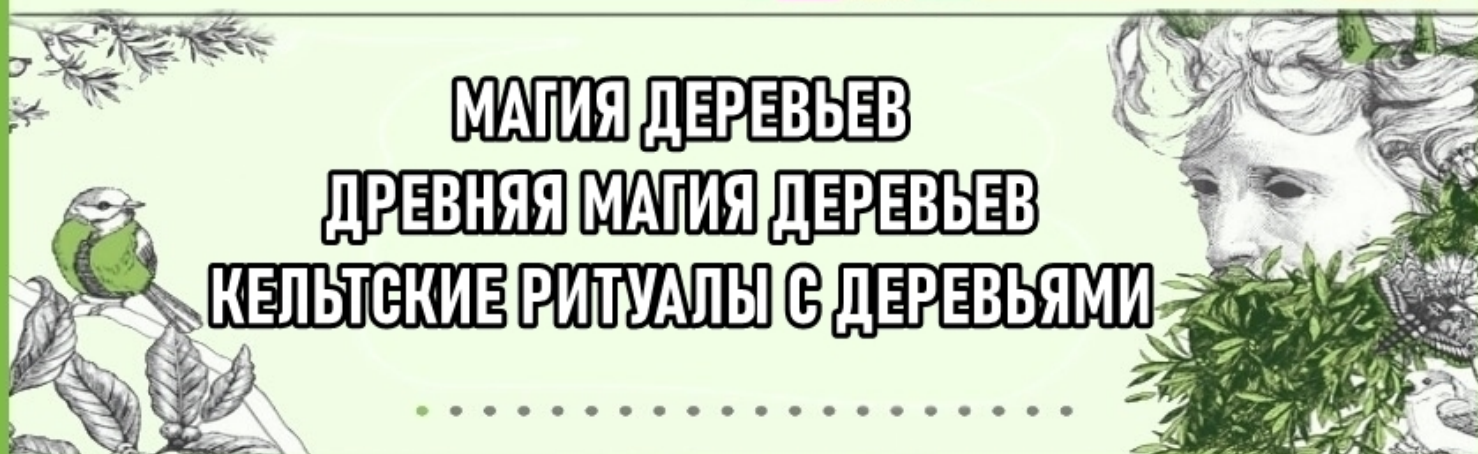 МАГИЯ ДЕРЕВЬЕВ
ДРЕВНЯЯ МАГИЯ ДЕРЕВЬЕВ
КЕЛЬТСКИЕ РИТУАЛЫ С ДЕРЕВЬЯМИ